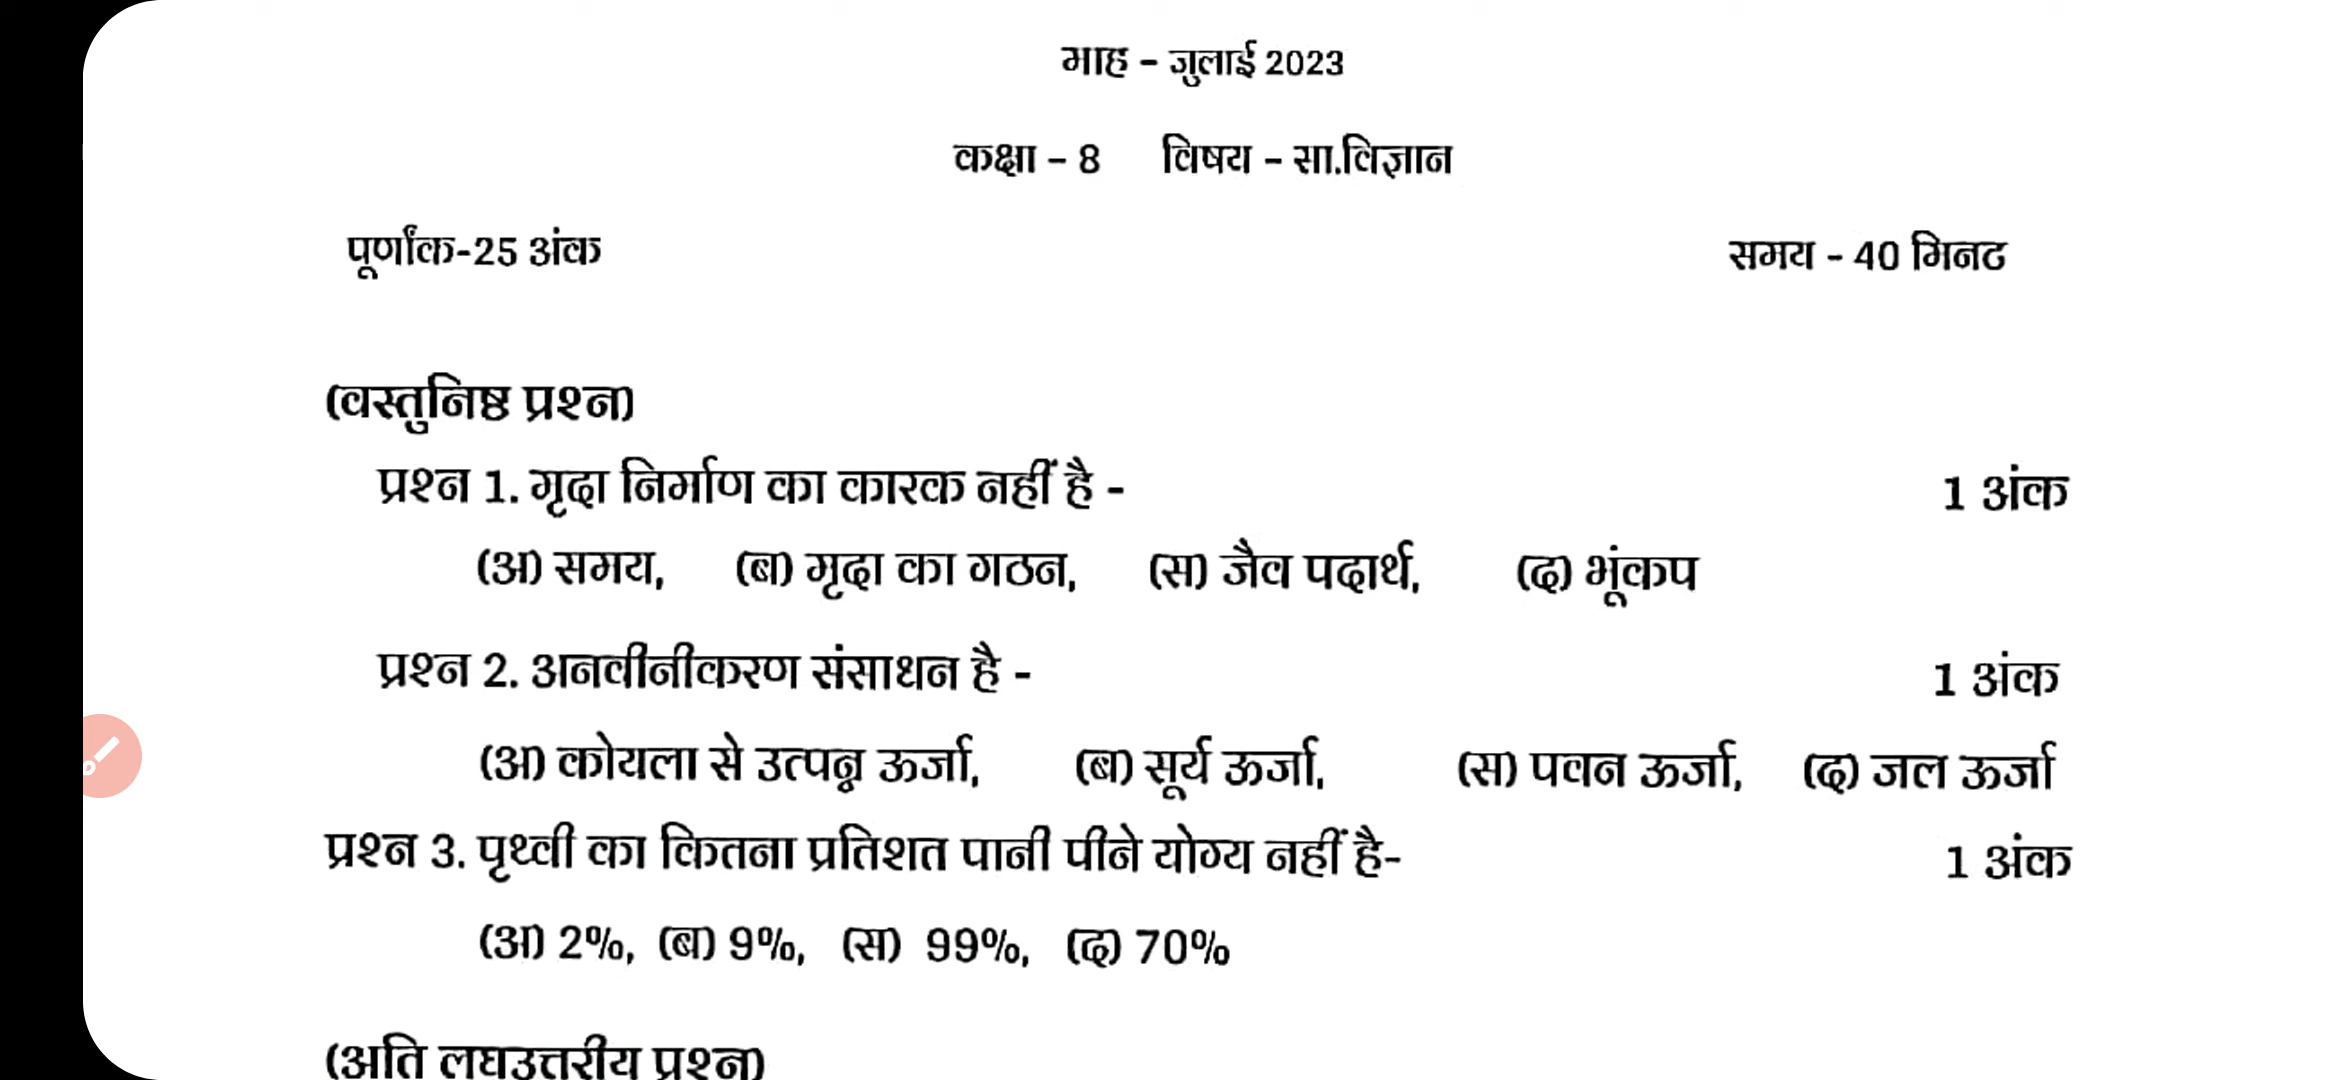 माह - जुलाई 2023
कक्षा - 8 विषय - सा.विज्ञान
पूर्णांक-25 अंक समय - 40 मिनट
(वस्तुनिष्ठ प्रश्न)
प्रश्न 1. मृदा निर्माण का कारक नहीं है - 1 अंक
(अ) समय, (ब) मृदा का गठन, (स) जैव पदार्थ, (द) भूंकप
प्रश्न 2. अनवीनीकरण संसाधन है - 1 अंक
(अ) कोयला से उत्पन्न ऊर्जा, (ब) सूर्य ऊर्जा, (स) पवन ऊर्जा, (द) जल ऊर्जा
प्रश्न 3. पृथ्वी का कितना प्रतिशत पानी पीने योग्य नहीं है- 1 अंक
(अ) 2%, (ब) 9%, (स) 99%, (द) 70%
(अति लघउत्तरीय प्रश्न)